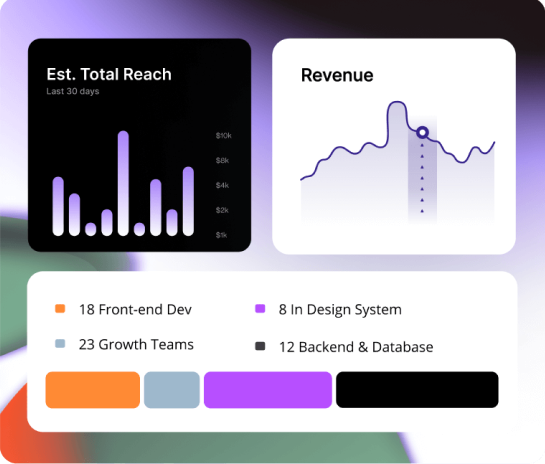 Est. Total Reach
Last 30 days
$10k
$8k
$4k
$2k
$1k
Revenue
18 Front-end Dev
8 In Design System
23 Growth Teams
12 Backend & Database